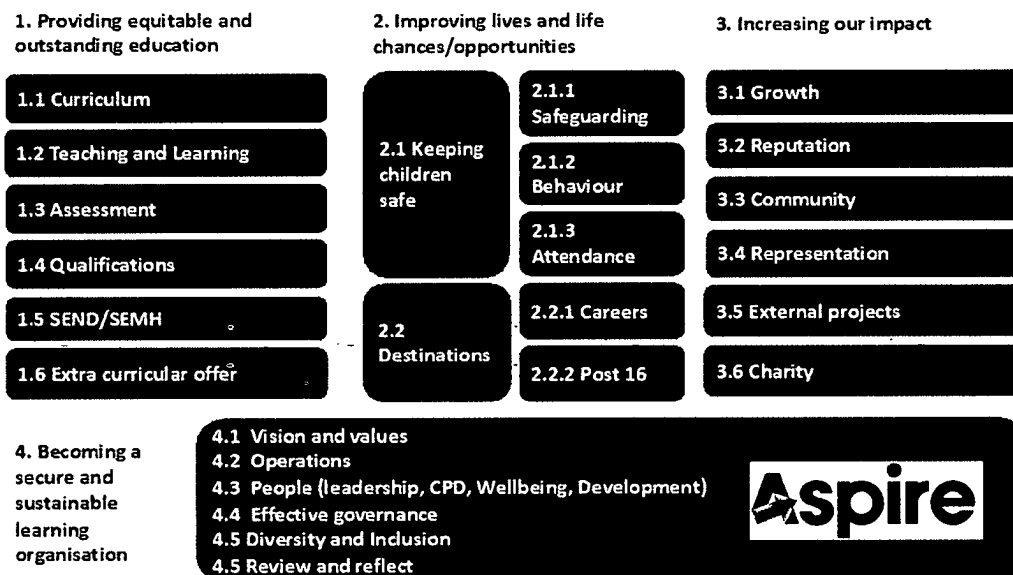 1. Providing equitable and
outstanding education
1.1 Curriculum
1.2 Teaching and Learning
1.3 Assessment
1.4 Qualifications
1.5 SEND/SEMH
1.6 Extra curricular offer
2. Improving lives and life
chances/opportunities
2.1 Keeping
children
safe
2.1.1
Safeguarding
2.1.2
Behaviour
2.1.3
Attendance
2.2
Destinations
2.2.1 Careers
2.2.2 Post 16
3. Increasing our impact
3.1 Growth
3.2 Reputation
3.3 Community
3.4 Representation
3.5 External projects
3.6 Charity
4. Becoming a
secure and
sustainable
learning
organisation
4.1 Vision and values
4.2 Operations
4.3 People (leadership, CPD, Wellbeing, Development)
4.4 Effective governance
4.5 Diversity and Inclusion
4.5 Review and reflect
Aspire